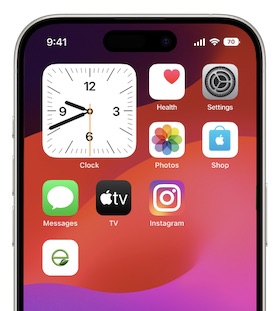 9:41
70
12
9
3
6
Health
Settings
Clock
Photos
Shop
tv
Messages
TV
Instagram